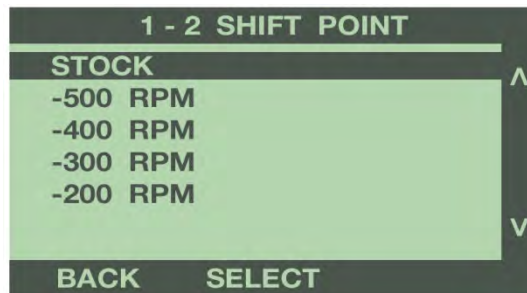 1 - 2 SHIFT POINT
STOCK
-500 RPM
-400 RPM
-300 RPM
-200 RPM
BACK SELECT